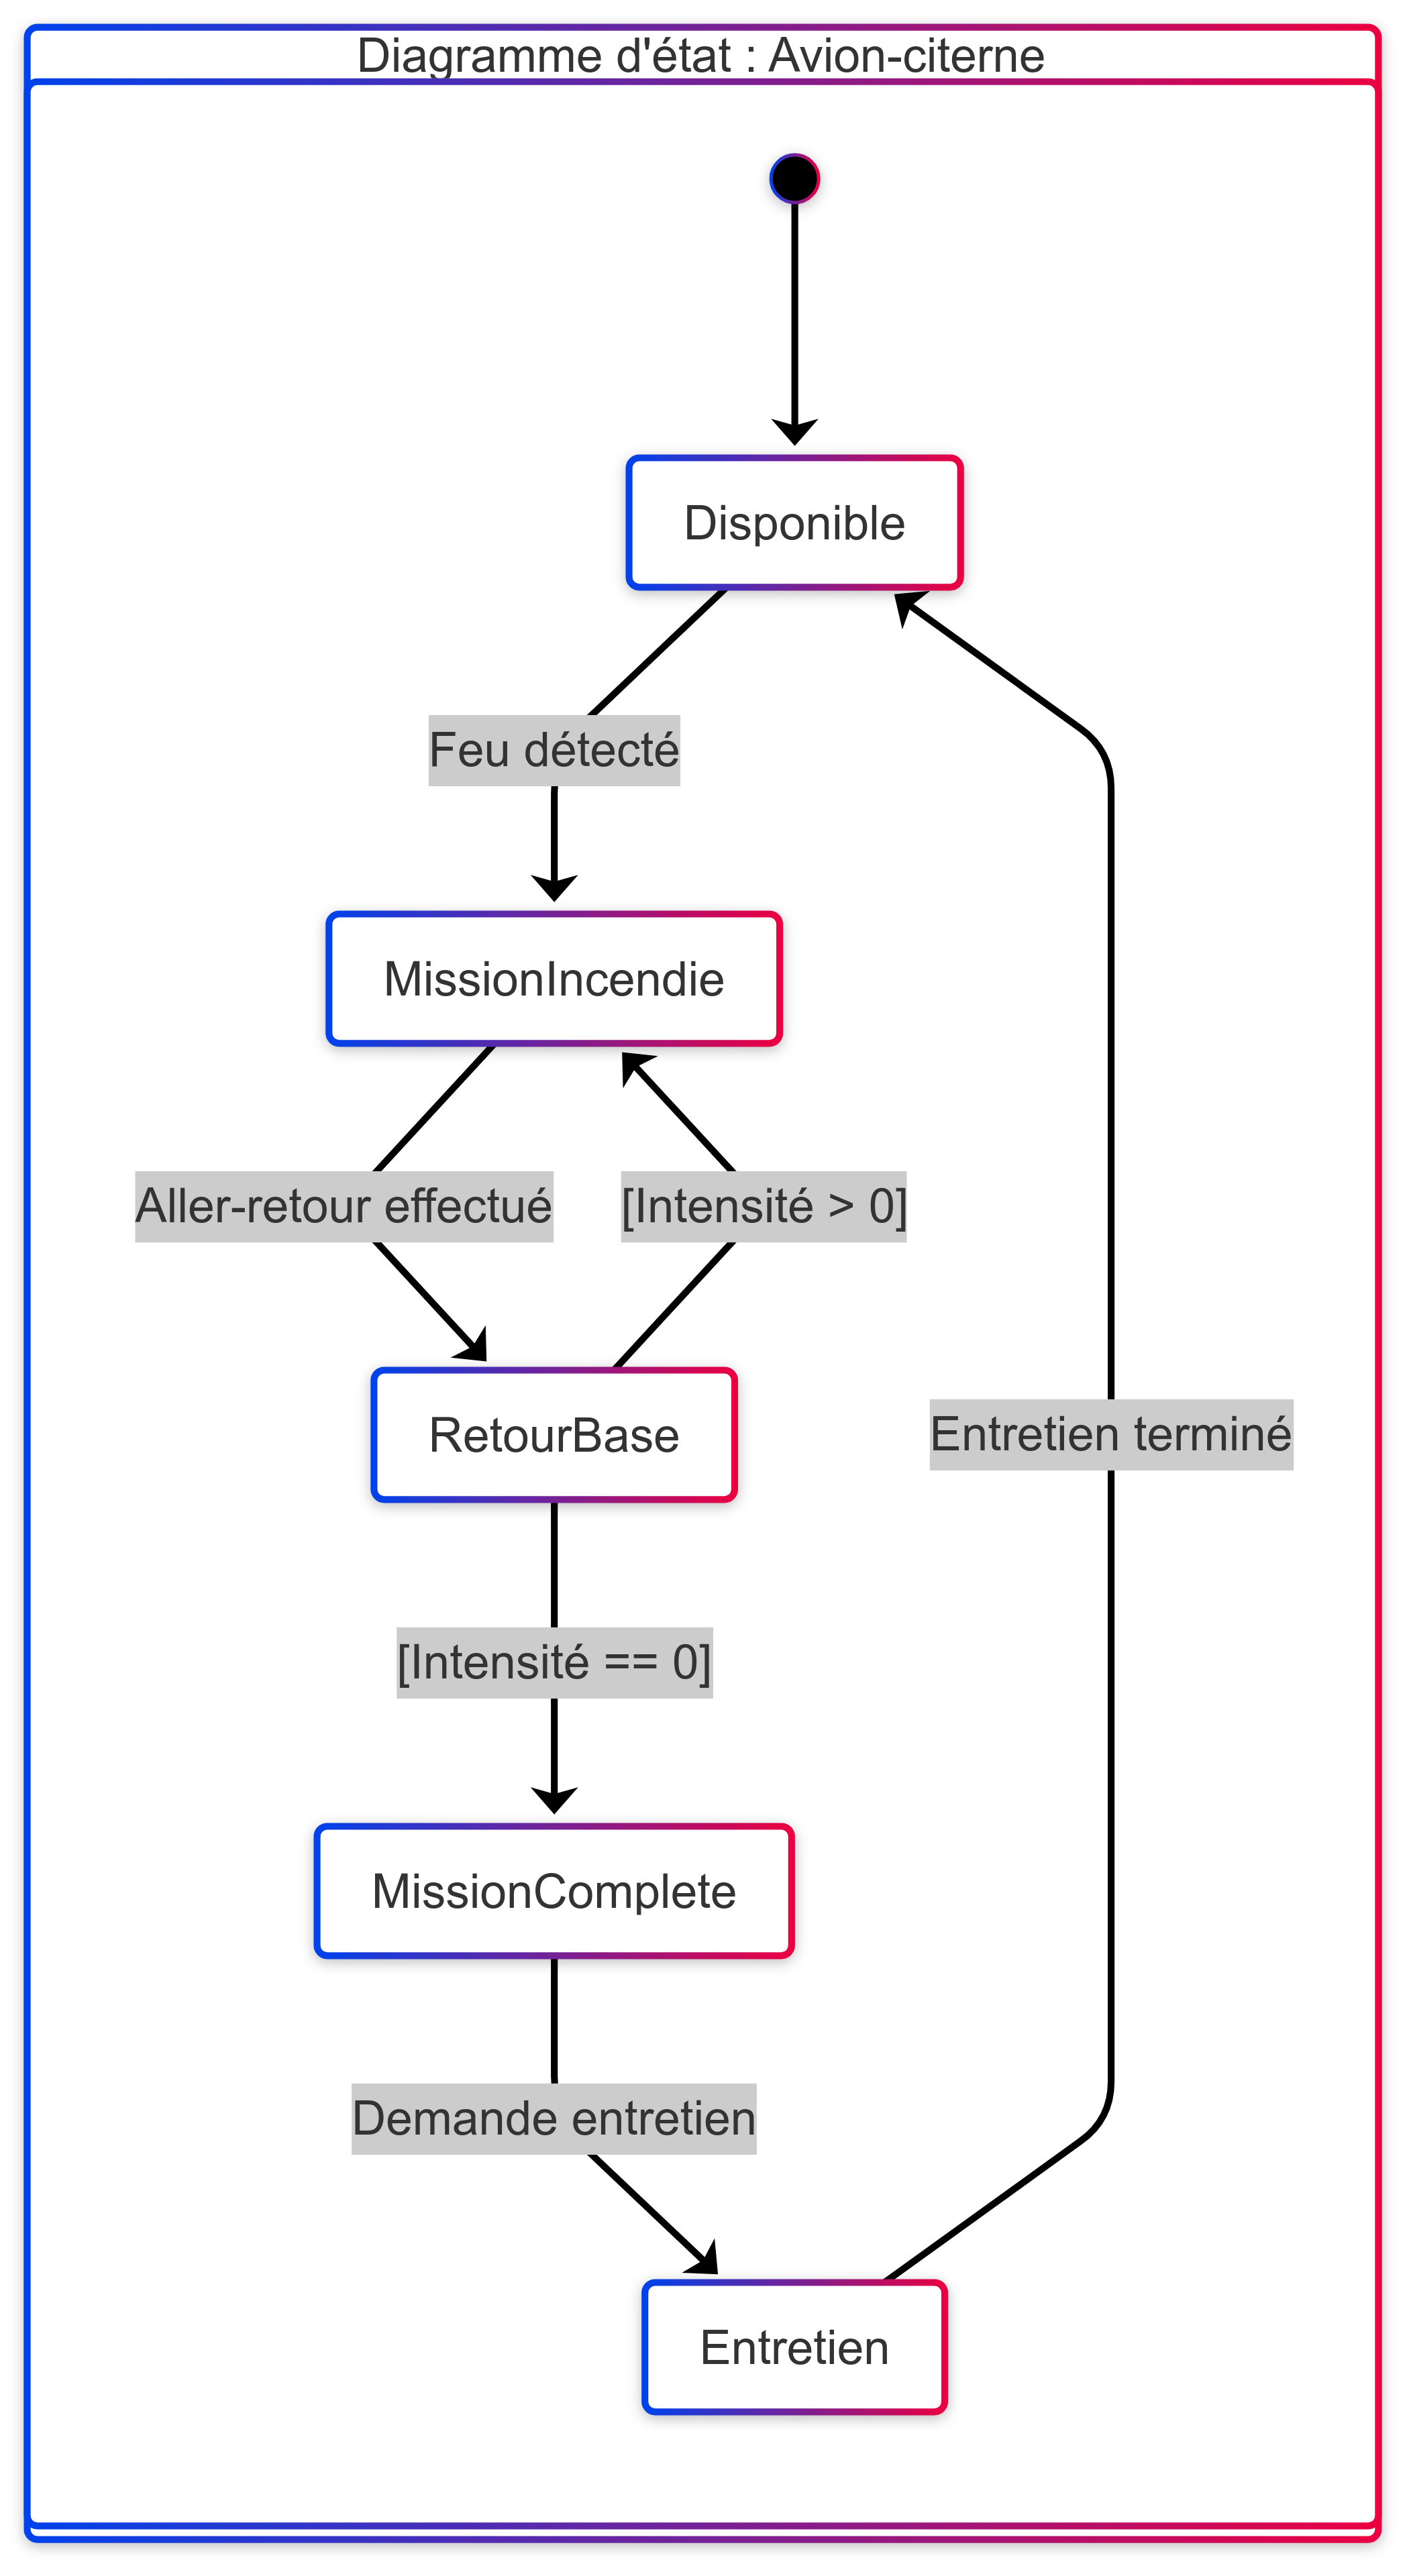 Diagramme d'état : Avion-citerne
Disponible
Feu détecté
MissionIncendie
Aller-retour effectué
[Intensité > 0]
RetourBase
Entretien terminé
[Intensité == 0]
MissionComplete
Demande entretien
Entretien